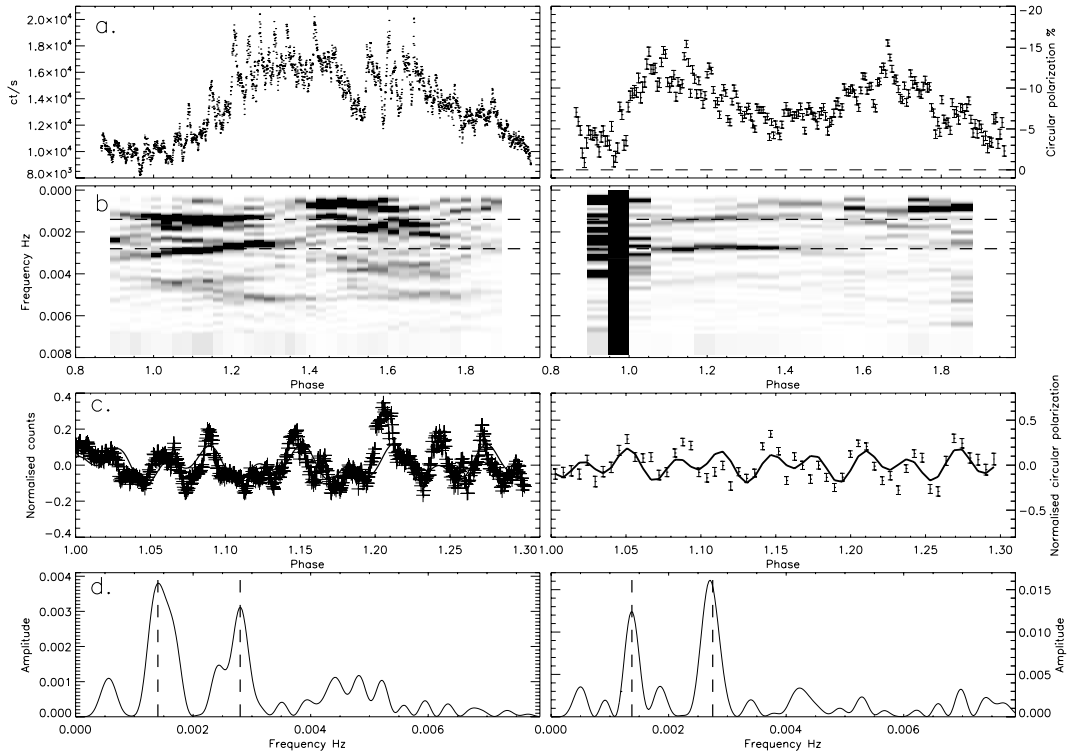 a.
2.0×10⁴
1.8×10⁴
1.6×10⁴
1.4×10⁴
1.2×10⁴
1.0×10⁴
8.0×10³
ct/s
-20
-15
-10
-5
0
Circular polarization %
b
0.000
0.002
0.004
0.006
0.008
Frequency Hz
0.8 1.0 1.2 1.4 1.6 1.8
Phase
0.8 1.0 1.2 1.4 1.6 1.8
Phase
c.
0.4
0.2
0.0
-0.2
-0.4
Normalised counts
1.00 1.05 1.10 1.15 1.20 1.25 1.30
Phase
0.5
0.0
-0.5
Normalised circular polarization
1.00 1.05 1.10 1.15 1.20 1.25 1.30
Phase
d.
0.004
0.003
0.002
0.001
0.000
Amplitude
0.000 0.002 0.004 0.006
Frequency Hz
0.015
0.010
0.005
0.000
Amplitude
0.000 0.002 0.004 0.006
Frequency Hz